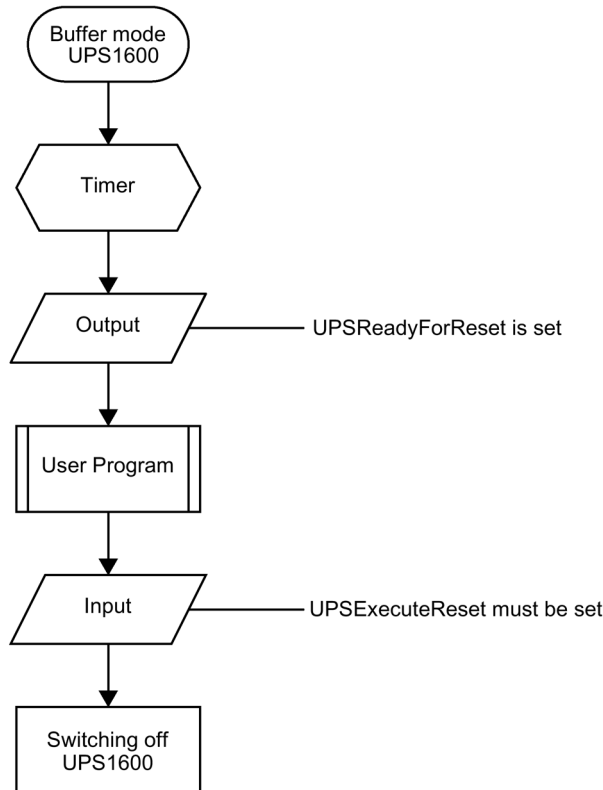 Buffer mode
UPS1600
Timer
Output
UPSReadyForReset is set
User Program
Input
UPSExecuteReset must be set
Switching off
UPS1600